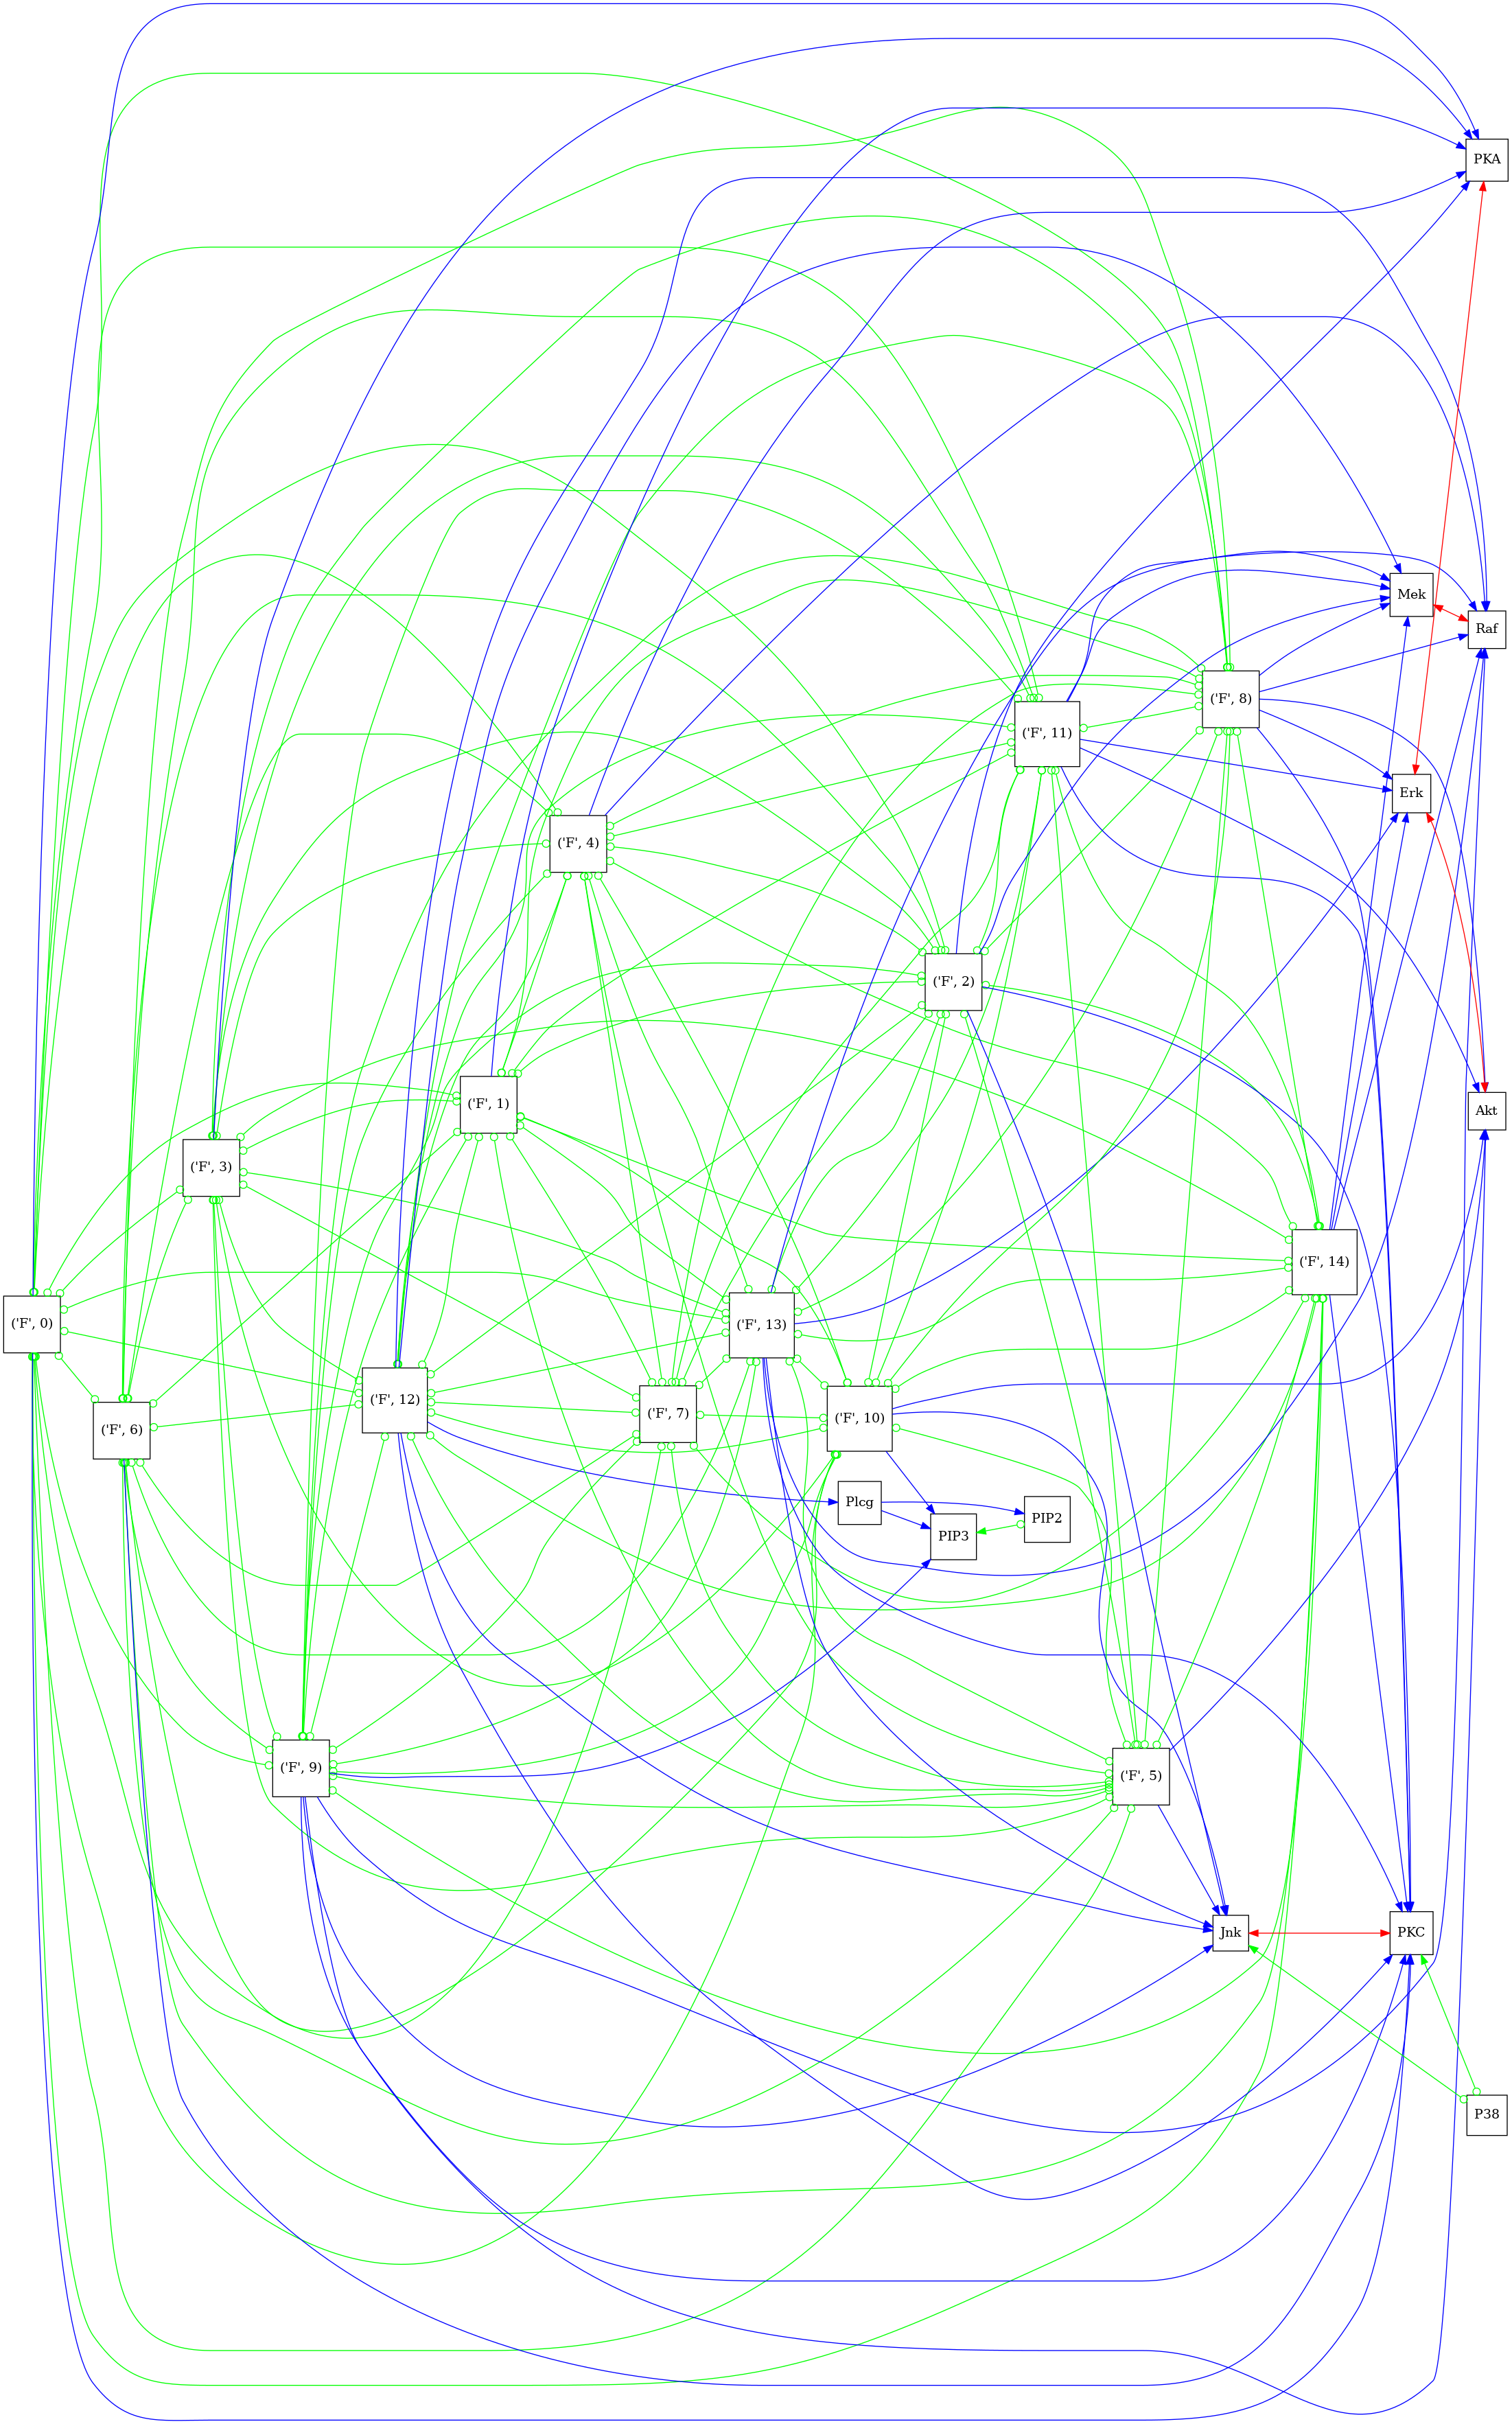 PKA
Mek
Raf
('F', 8)
('F', 11)
Erk
('F', 4)
('F', 2)
('F', 1)
Akt
('F', 3)
('F', 14)
('F', 0)
('F', 13)
('F', 12)
('F', 7)
('F', 10)
('F', 6)
Plcg
PIP2
PIP3
('F', 9)
('F', 5)
Jnk
PKC
P38